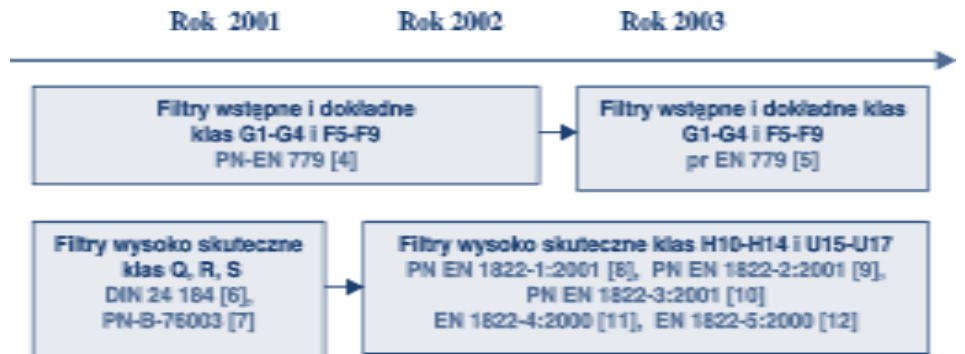 Rok 2001 Rok 2002 Rok 2003
Filtry wstępne i dokładne
klas G1-G4 i F5-F9
PN-EN 779 [4]
Filtry wstępne i dokładne klas
G1-G4 i F5-F9
pr EN 779 [5]
Filtry wysoko skuteczne
klas Q, R, S
DIN 24 184 [6],
PN-B-76003 [7]
Filtry wysoko skuteczne klas H10-H14 i U15-U17
PN EN 1822-1:2001 [8], PN EN 1822-2:2001 [9],
PN EN 1822-3:2001 [10]
EN 1822-4:2000 [11], EN 1822-5:2000 [12]